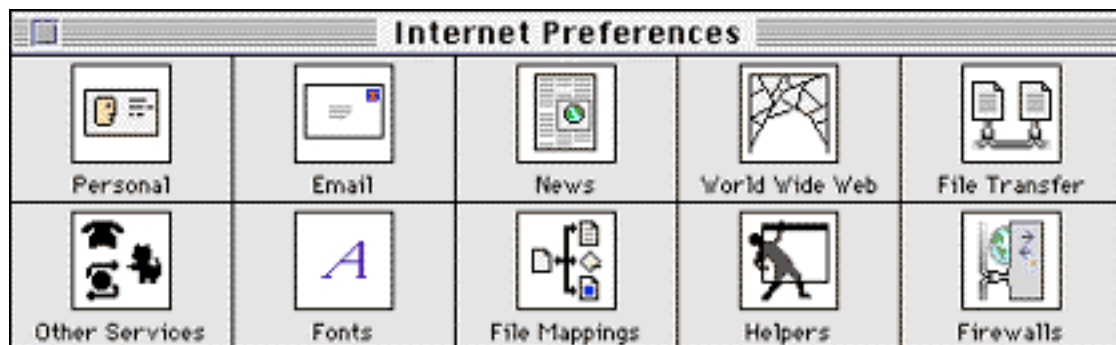 Internet Preferences
Personal Email News World Wide Web File Transfer
A
Other Services Fonts File Mappings Helpers Firewalls